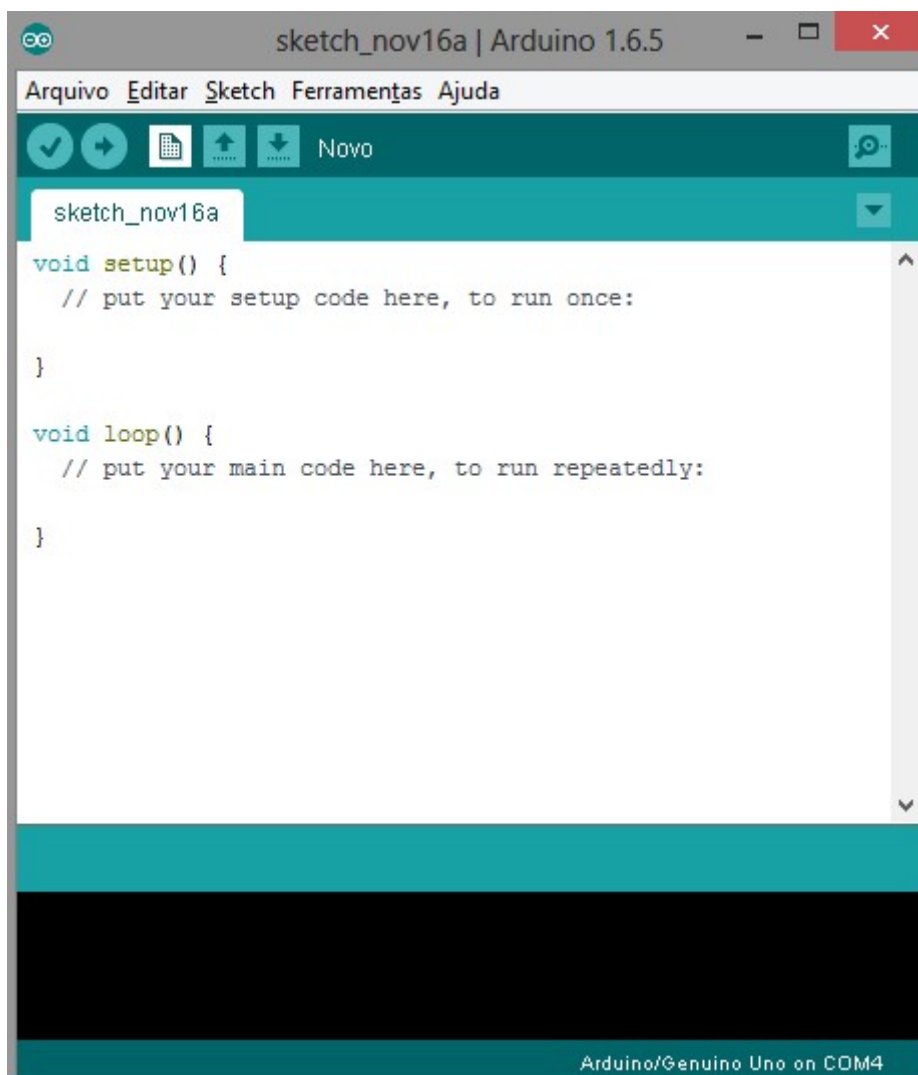 sketch_nov16a | Arduino 1.6.5
Arquivo Editar Sketch Ferramentas Ajuda
Novo
sketch_nov16a
void setup() {
  // put your setup code here, to run once:
}
void loop() {
  // put your main code here, to run repeatedly:
}
Arduino/Genuino Uno on COM4